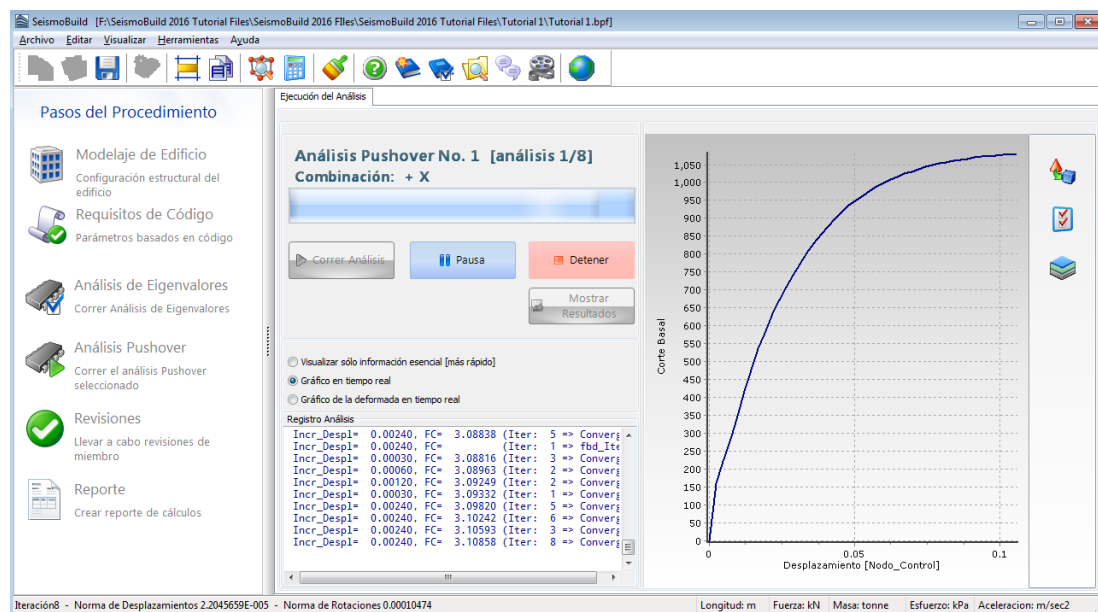 SeismoBuild [F:\SeismoBuild 2016 Tutorial Files\SeismoBuild 2016 FIles\SeismoBuild 2016 Tutorial Files\Tutorial 1\Tutorial 1.bpf]
Archivo Editar Visualizar Herramientas Ayuda
Pasos del Procedimiento
Modelaje de Edificio
Configuración estructural del
edificio
Requisitos de Código
Parámetros basados en código
Análisis de Eigenvalores
Correr Análisis de Eigenvalores
Análisis Pushover
Correr el análisis Pushover
seleccionado
Revisiones
Llevar a cabo revisiones de
miembro
Reporte
Crear reporte de cálculos
Ejecución del Análisis
Análisis Pushover No. 1 [análisis 1/8]
Combinación: + X
Correr Análisis
Pausa
Detener
Mostrar
Resultados
Visualizar sólo información esencial [más rápido]
Gráfico en tiempo real
Gráfico de la deformada en tiempo real
Registro Análisis
Incr_Despl= 0.00240, FC= 3.08838 (Iter: 5 => Converg
Incr_Despl= 0.00240, FC= (Iter: 1 => fbd_Ite
Incr_Despl= 0.00030, FC= 3.08816 (Iter: 3 => Converg
Incr_Despl= 0.00060, FC= 3.08963 (Iter: 2 => Converg
Incr_Despl= 0.00120, FC= 3.09249 (Iter: 2 => Converg
Incr_Despl= 0.00030, FC= 3.09332 (Iter: 1 => Converg
Incr_Despl= 0.00240, FC= 3.09820 (Iter: 5 => Converg
Incr_Despl= 0.00240, FC= 3.10242 (Iter: 6 => Converg
Incr_Despl= 0.00240, FC= 3.10593 (Iter: 3 => Converg
Incr_Despl= 0.00240, FC= 3.10858 (Iter: 8 => Converg
Corte Basal
1,050
1,000
950
900
850
800
750
700
650
600
550
500
450
400
350
300
250
200
150
100
50
0
0 0.05 0.1
Desplazamiento [Nodo_Control]
Iteración8 - Norma de Desplazamientos 2.2045659E-005 - Norma de Rotaciones 0.00010474
Longitud: m Fuerza: kN Masa: tonne Esfuerzo: kPa Aceleracion: m/sec2